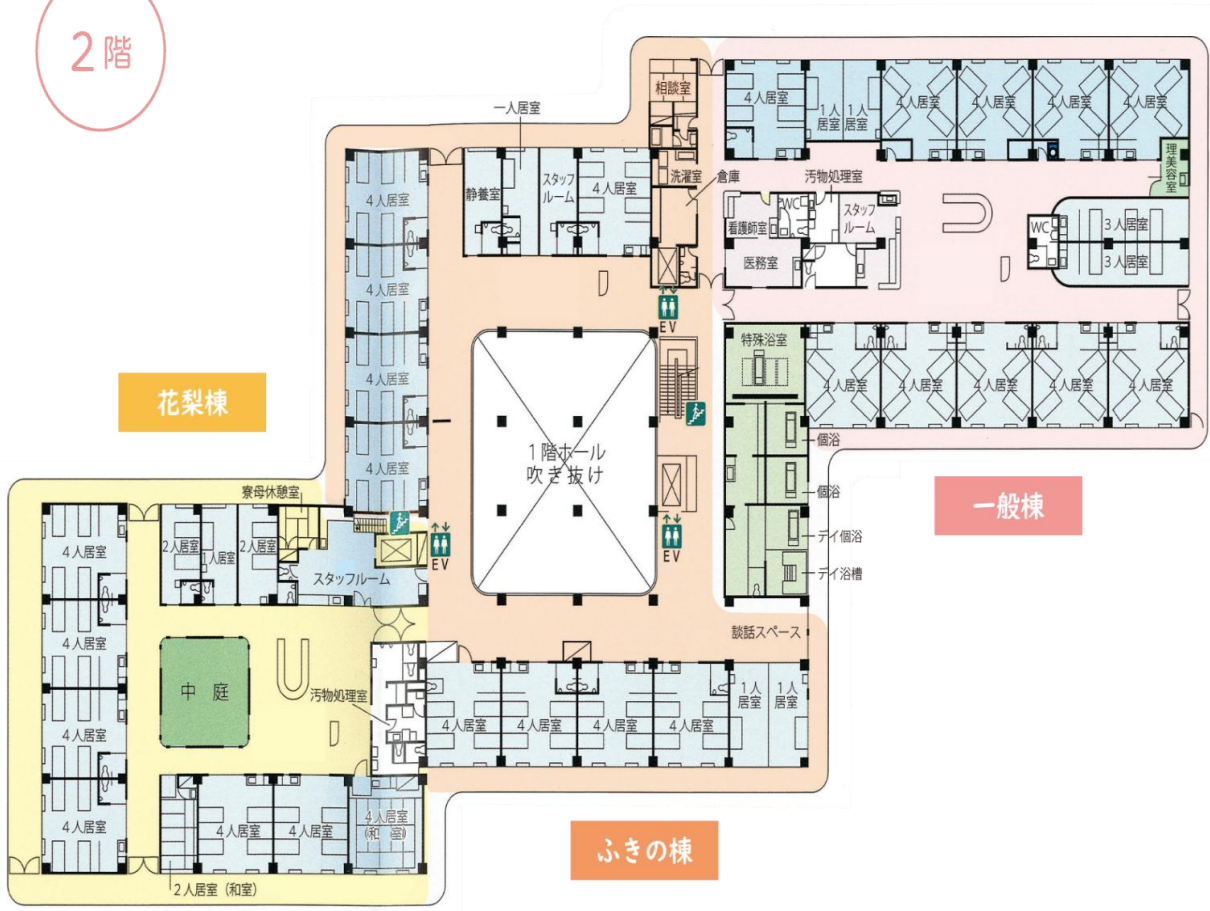 2階
相談室
4人居室
1人
居室
1人
居室
4人居室
4人居室
4人居室
4人居室
一人居室
理美容室
洗濯室
倉庫
汚物処理室
静養室
スタッフ
ルーム
4人居室
4人居室
WC
スタッフ
ルーム
看護師室
WC
3人居室
医務室
3人居室
4人居室
EV
特殊浴室
4人居室
4人居室
4人居室
4人居室
4人居室
4人居室
花梨棟
個浴
1階ホール
吹き抜け
4人居室
個浴
寮母休憩室
一般棟
デイ個浴
4人居室
2人居室
1人居室
2人居室
EV
EV
デイ浴槽
スタッフルーム
談話スペース
4人居室
中庭
汚物処理室
1人
居室
1人
居室
4人居室
4人居室
4人居室
4人居室
4人居室
4人居室
4人居室
4人居室
4人居室
(和室)
ふきの棟
2人居室(和室)